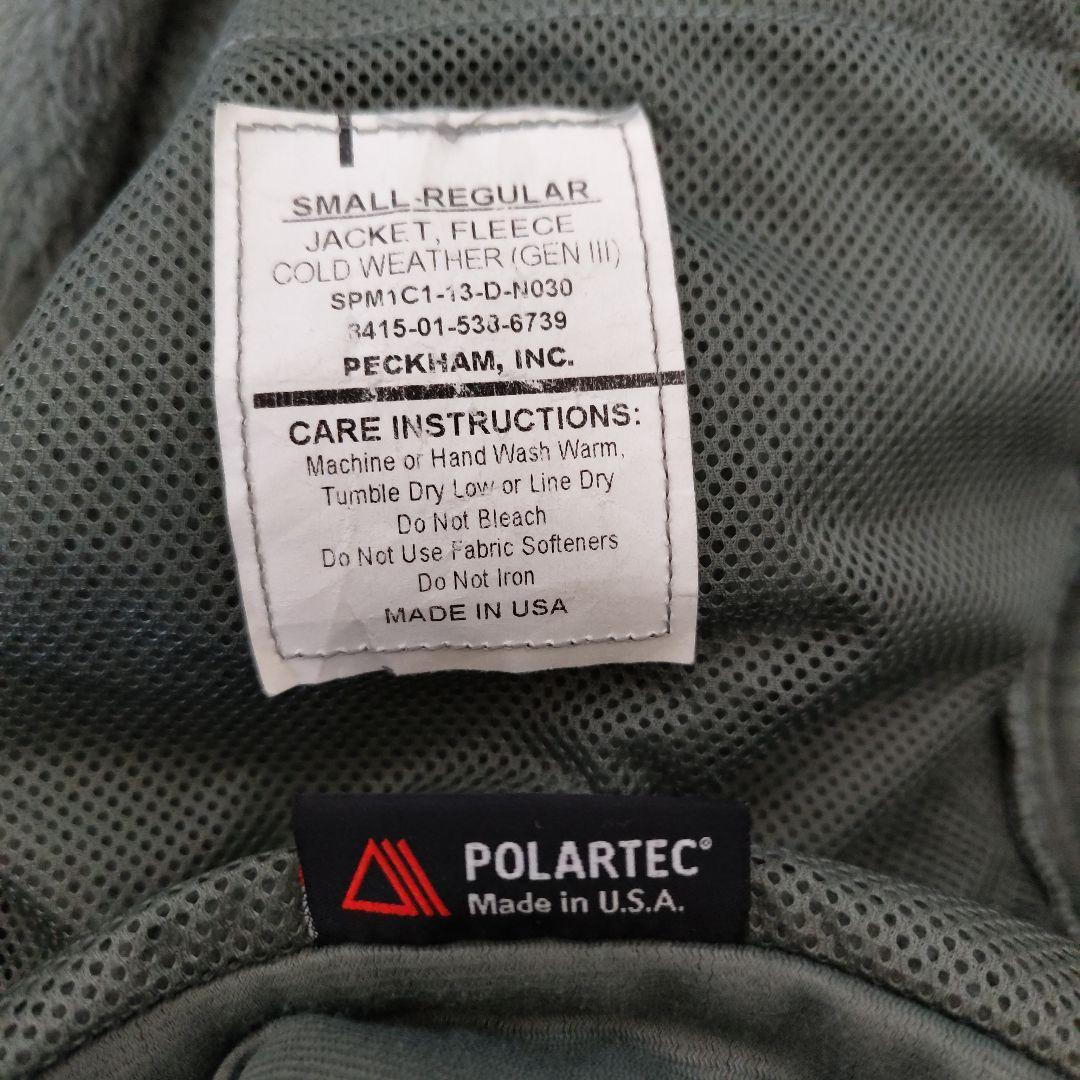 SMALL-REGULAR
JACKET, FLEECE
COLD WEATHER (GEN III)
SPM1C1-13-D-N030
8415-01-538-6739
PECKHAM, INC.
CARE INSTRUCTIONS:
Machine or Hand Wash Warm,
Tumble Dry Low or Line Dry
Do Not Bleach
Do Not Use Fabric Softeners
Do Not Iron
MADE IN USA
POLARTEC®
Made in U.S.A.